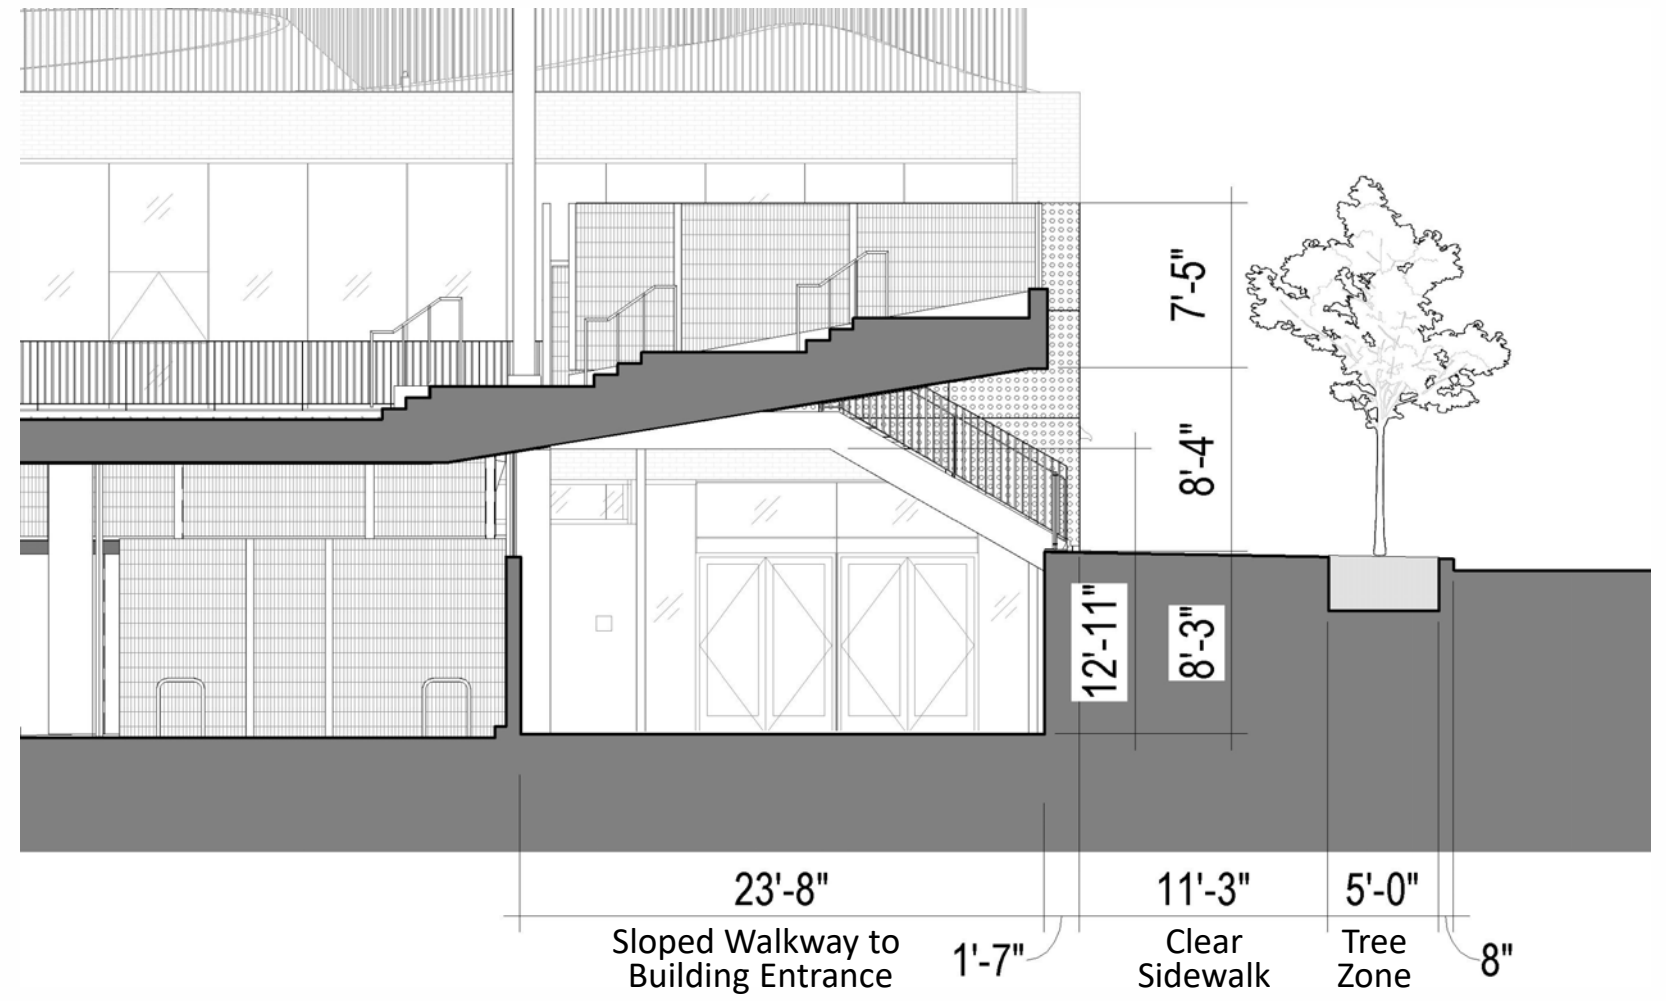 7'-5"
8'-4"
12'-11"
8'-3"
23'-8"
11'-3"
5'-0"
Sloped Walkway to
Building Entrance
1'-7"
Clear
Sidewalk
Tree
Zone
8"